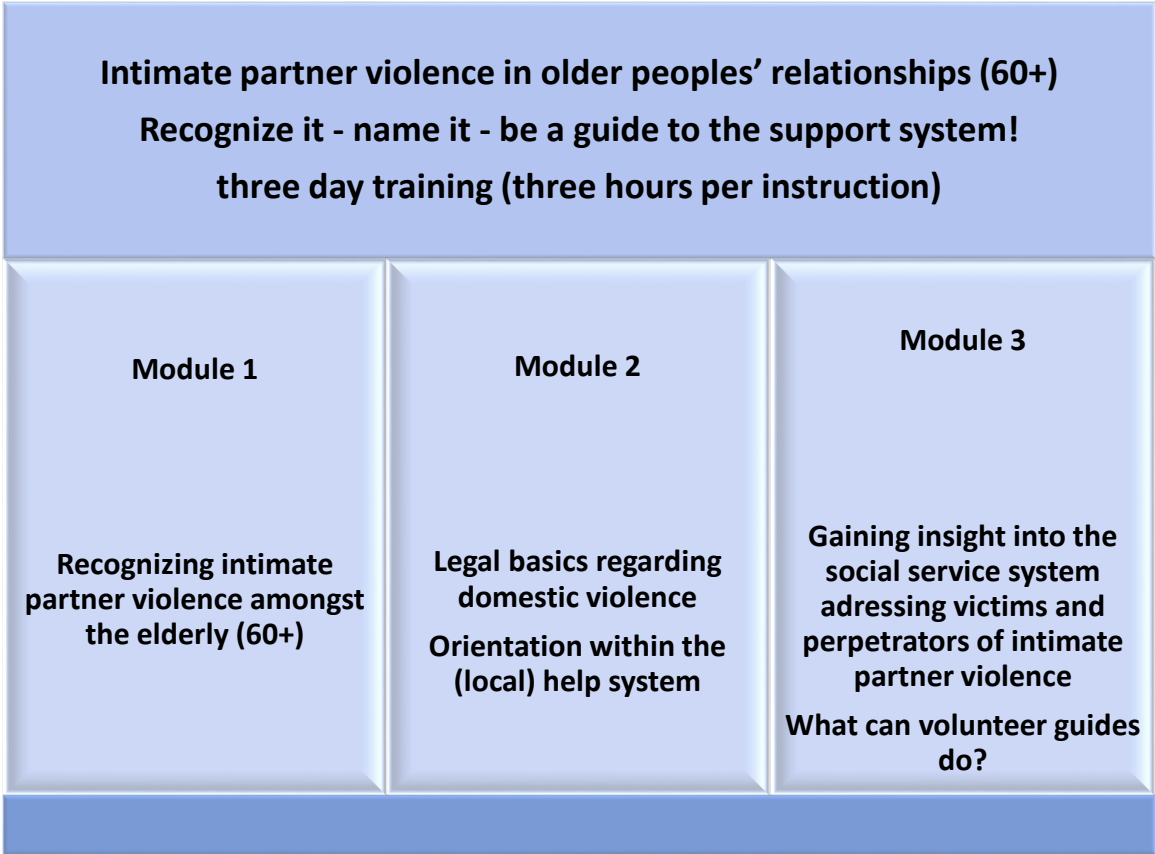 Intimate partner violence in older peoples’ relationships (60+)
Recognize it - name it - be a guide to the support system!
three day training (three hours per instruction)
Module 1
Recognizing intimate
partner violence amongst
the elderly (60+)
Module 2
Legal basics regarding
domestic violence
Orientation within the
(local) help system
Module 3
Gaining insight into the
social service system
adressing victims and
perpetrators of intimate
partner violence
What can volunteer guides
do?